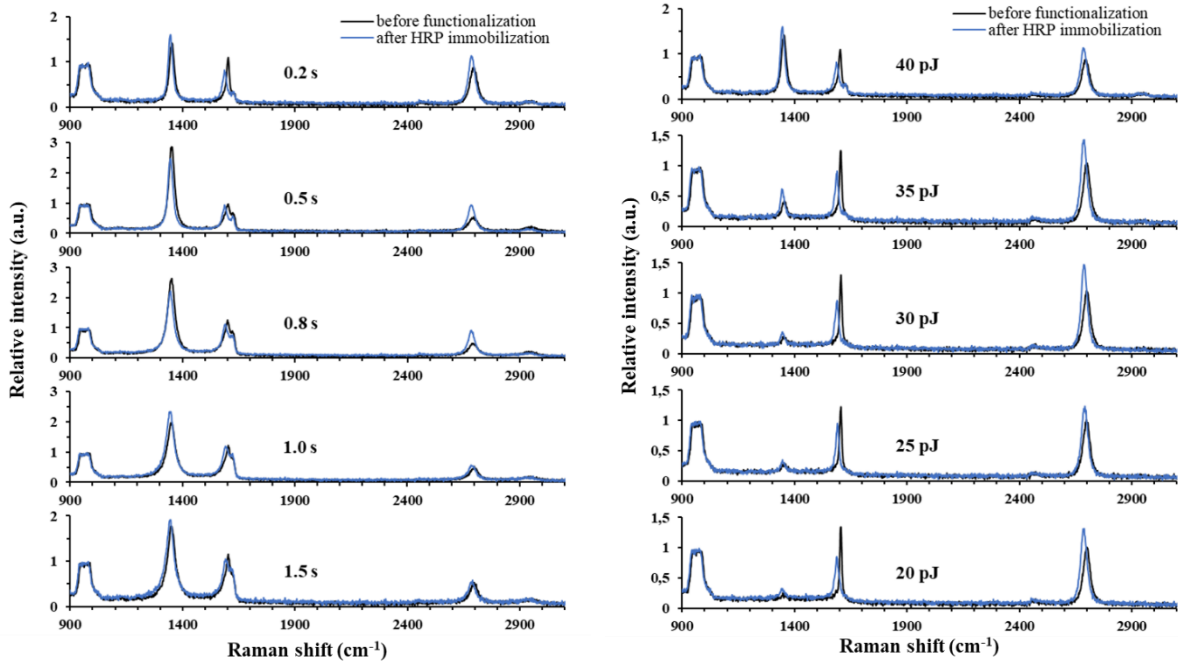 before functionalization
after HRP immobilization
2
1
0
0.2 s
900 1400 1900 2400 2900
3
2
1
0
0.5 s
900 1400 1900 2400 2900
3
2
1
0
0.8 s
900 1400 1900 2400 2900
3
2
1
0
1.0 s
900 1400 1900 2400 2900
2
1
0
1.5 s
900 1400 1900 2400 2900
Relative intensity (a.u.)
Raman shift (cm-1)
before functionalization
after HRP immobilization
2
1,5
1
0,5
0
40 pJ
900 1400 1900 2400 2900
1,5
1
0,5
0
35 pJ
900 1400 1900 2400 2900
1,5
1
0,5
0
30 pJ
900 1400 1900 2400 2900
1,5
1
0,5
0
25 pJ
900 1400 1900 2400 2900
1,5
1
0,5
0
20 pJ
900 1400 1900 2400 2900
Relative intensity (a.u.)
Raman shift (cm-1)